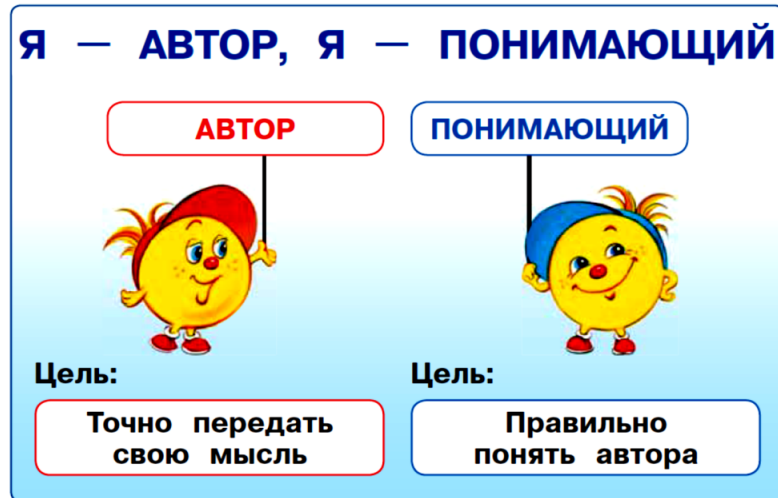 Я — АВТОР, Я — ПОНИМАЮЩИЙ
АВТОР
ПОНИМАЮЩИЙ
Цель:
Точно передать
свою мысль
Цель:
Правильно
понять автора